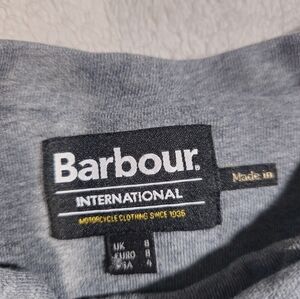 Barbour.
INTERNATIONAL
MOTORCYCLE CLOTHING SINCE 1936
Made in
UK 8
EURO 8
USA 4